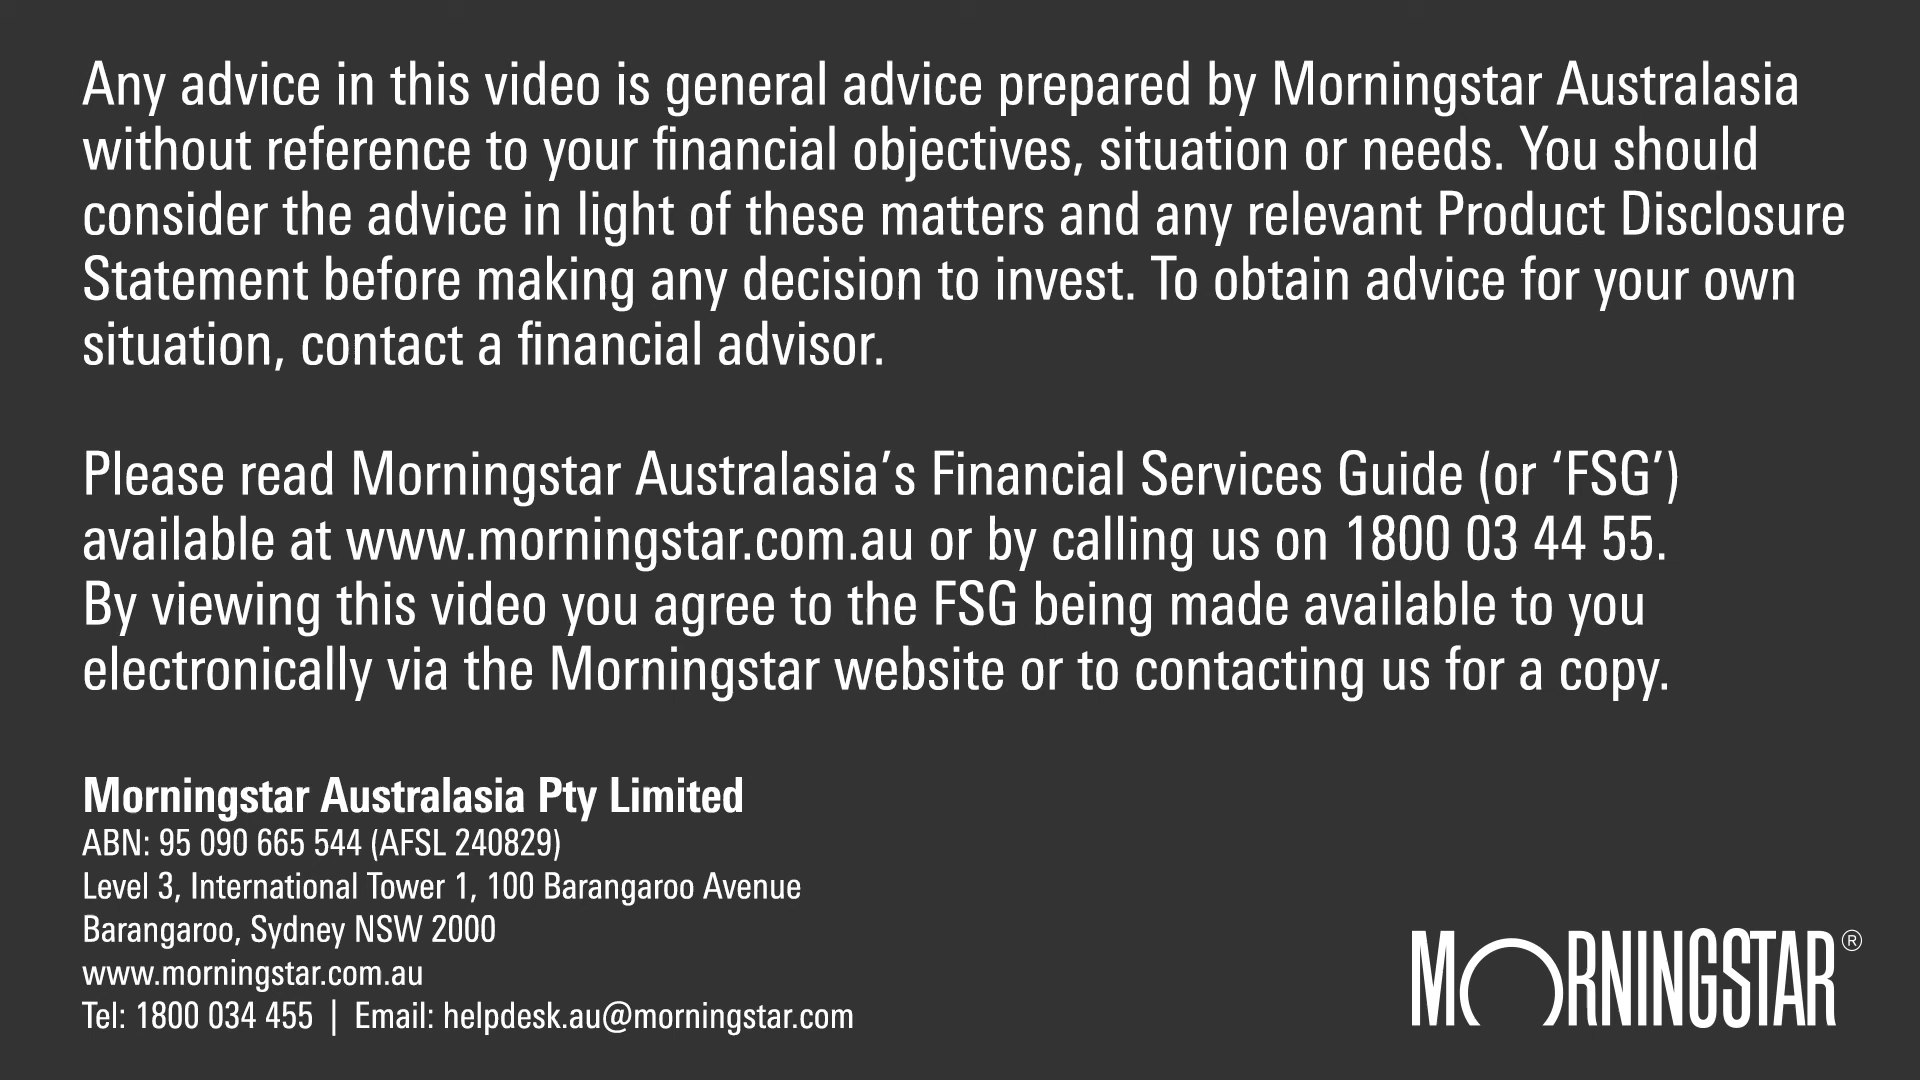 Any advice in this video is general advice prepared by Morningstar Australasia
without reference to your financial objectives, situation or needs. You should
consider the advice in light of these matters and any relevant Product Disclosure
Statement before making any decision to invest. To obtain advice for your own
situation, contact a financial advisor.
Please read Morningstar Australasia’s Financial Services Guide (or ‘FSG’)
available at www.morningstar.com.au or by calling us on 1800 03 44 55.
By viewing this video you agree to the FSG being made available to you
electronically via the Morningstar website or to contacting us for a copy.
Morningstar Australasia Pty Limited
ABN: 95 090 665 544 (AFSL 240829)
Level 3, International Tower 1, 100 Barangaroo Avenue
Barangaroo, Sydney NSW 2000
www.morningstar.com.au
Tel: 1800 034 455 | Email: helpdesk.au@morningstar.com
MORNINGSTAR®